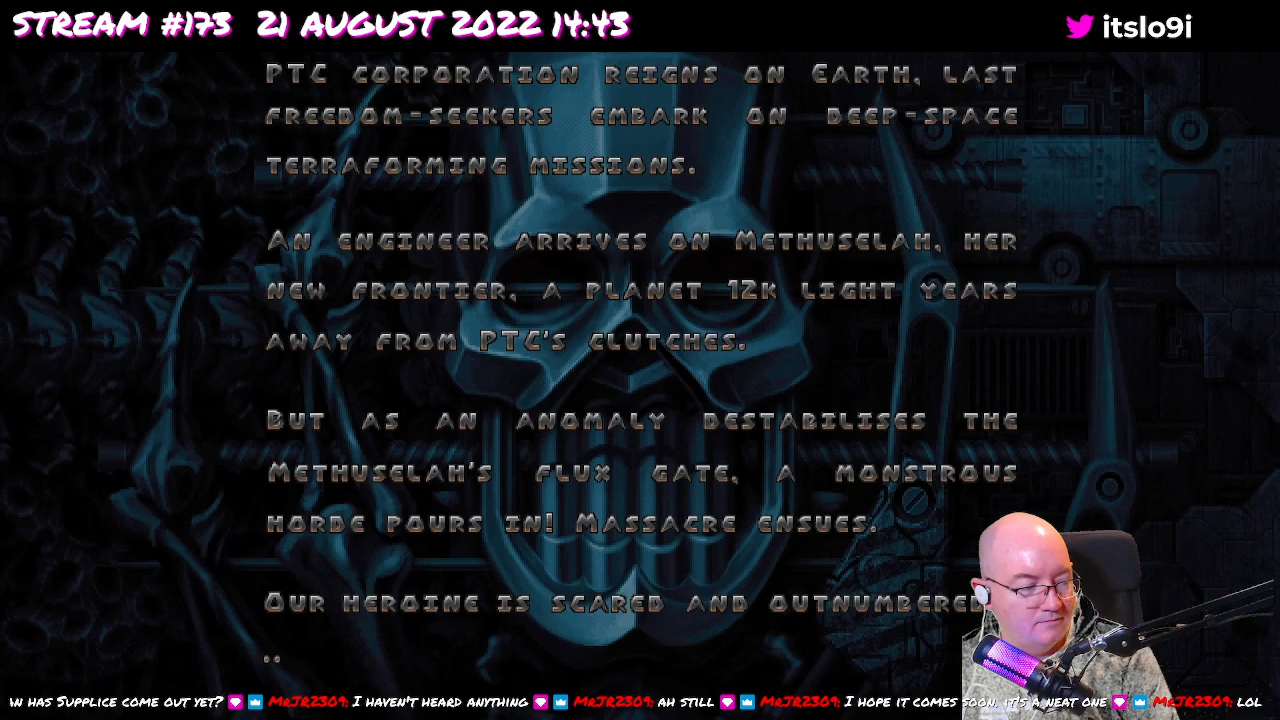 STREAM #173 21 AUGUST 2022 14:43
itslo9i
PTC CORPORATION REIGNS ON EARTH, LAST
FREEDOM-SEEKERS EMBARK ON DEEP-SPACE
TERRAFORMING MISSIONS.
AN ENGINEER ARRIVES ON METHUSELAH, HER
NEW FRONTIER, A PLANET 12K LIGHT YEARS
AWAY FROM PTC'S CLUTCHES.
BUT AS AN ANOMALY DESTABILISES THE
METHUSELAH'S FLUX GATE, A MONSTROUS
HORDE POURS IN! MASSACRE ENSUES.
OUR HEROINE IS SCARED AND OUTNUMBERED
..
HAS SUPPLICE COME OUT YET? MRJR2309: I HAVEN'T HEARD ANYTHING MRJR2309: AH STILL MRJR2309: I HOPE IT COMES SOON. IT'S A NEAT ONE MRJR2309: LOL